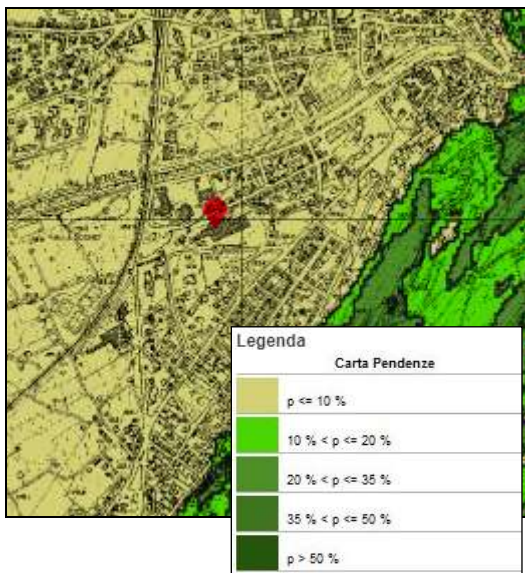 Legenda
Carta Pendenze
p <= 10 %
10 % < p <= 20 %
20 % < p <= 35 %
35 % < p <= 50 %
p > 50 %